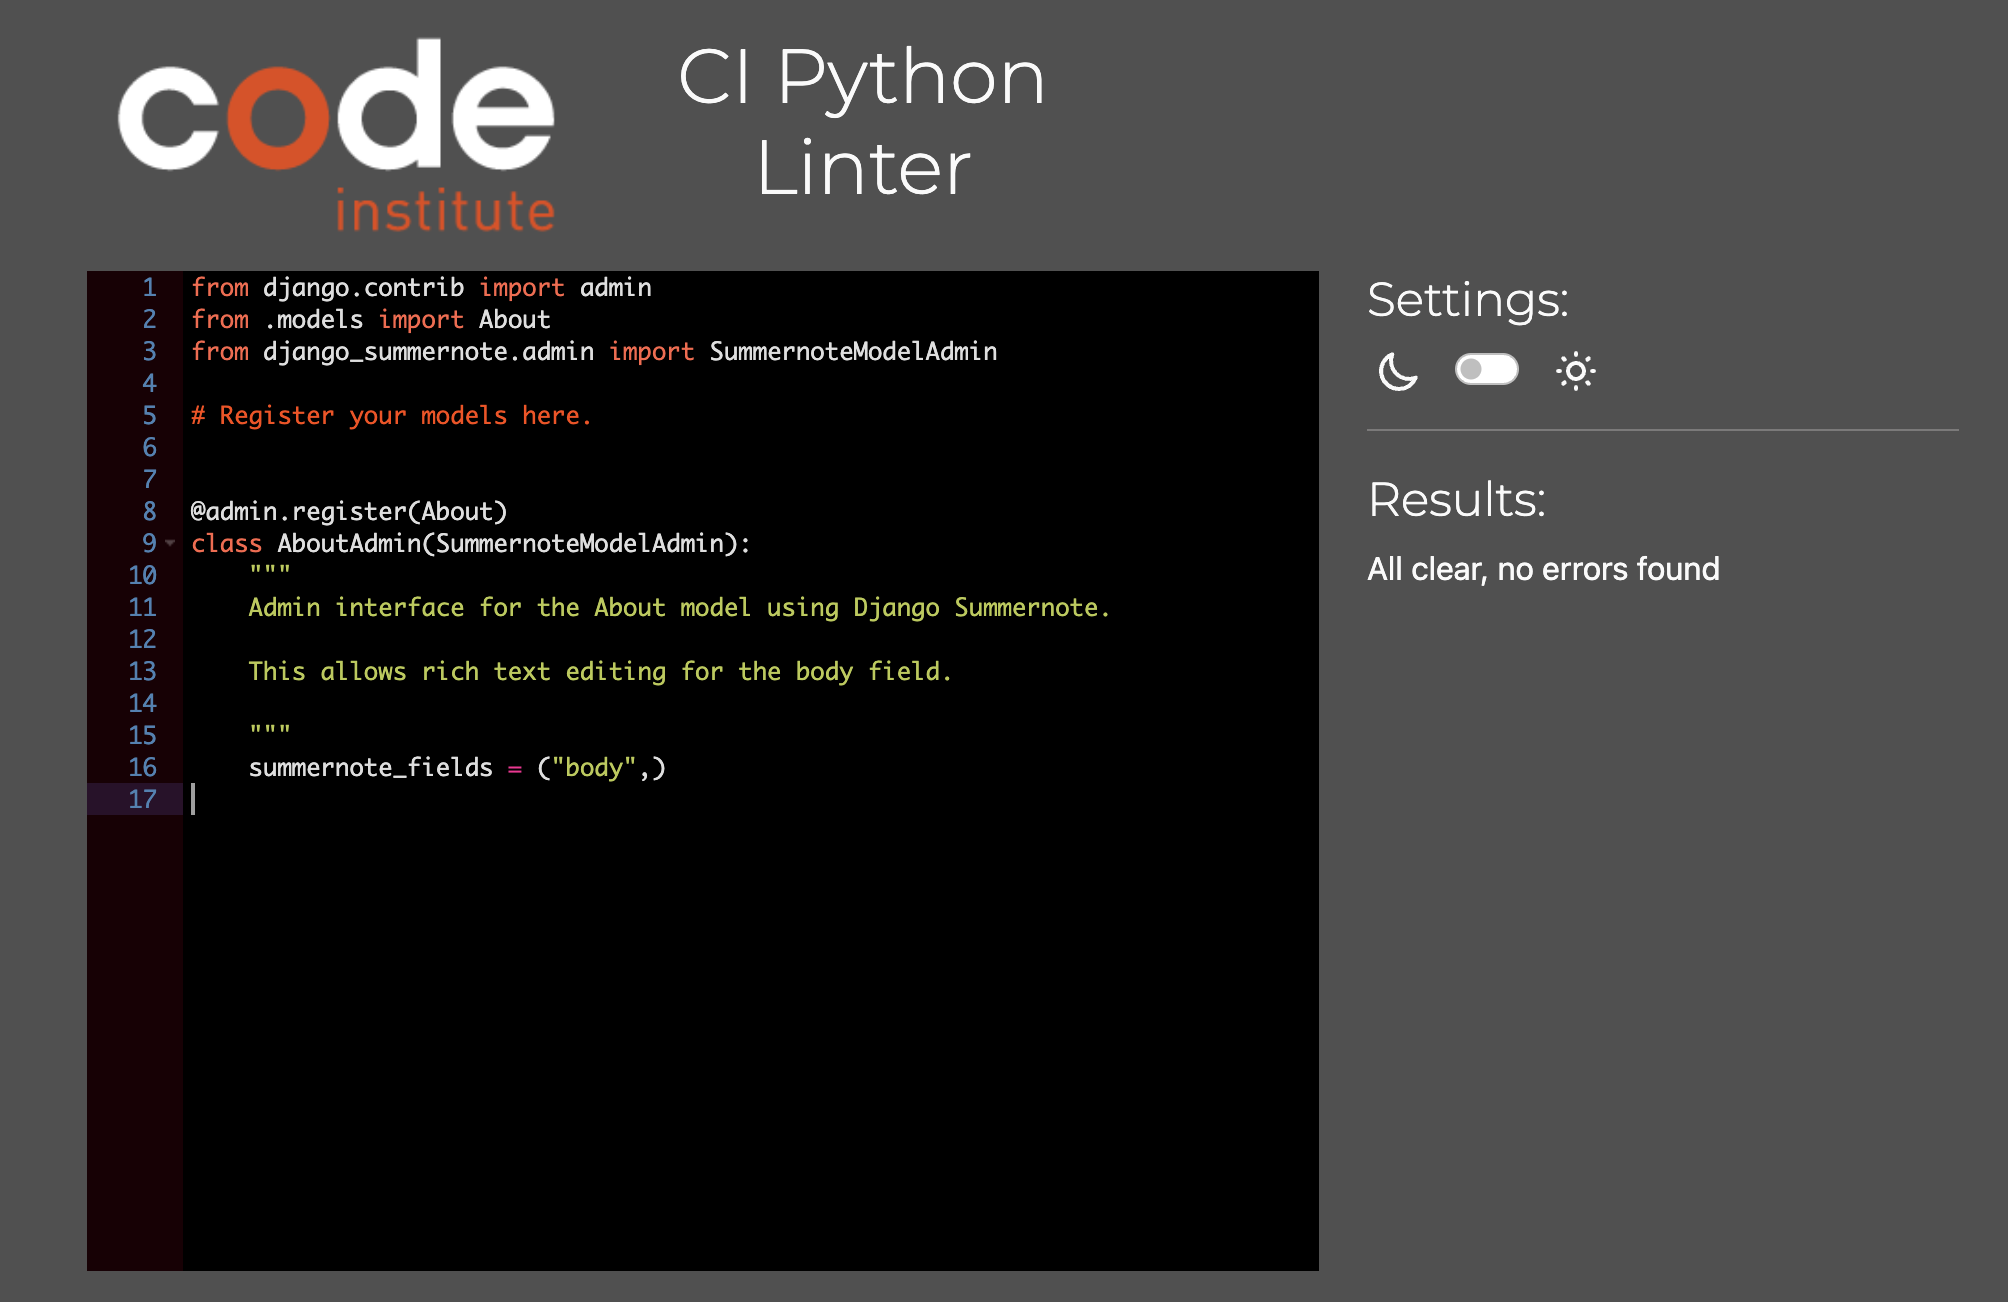 code
institute
CI Python
Linter
1 from django.contrib import admin
2 from .models import About
3 from django_summernote.admin import SummernoteModelAdmin
4
5 # Register your models here.
6
7
8 @admin.register(About)
9 class AboutAdmin(SummernoteModelAdmin):
10     """
11     Admin interface for the About model using Django Summernote.
12
13     This allows rich text editing for the body field.
14
15     """
16     summernote_fields = ("body",)
17
Settings:
Results:
All clear, no errors found